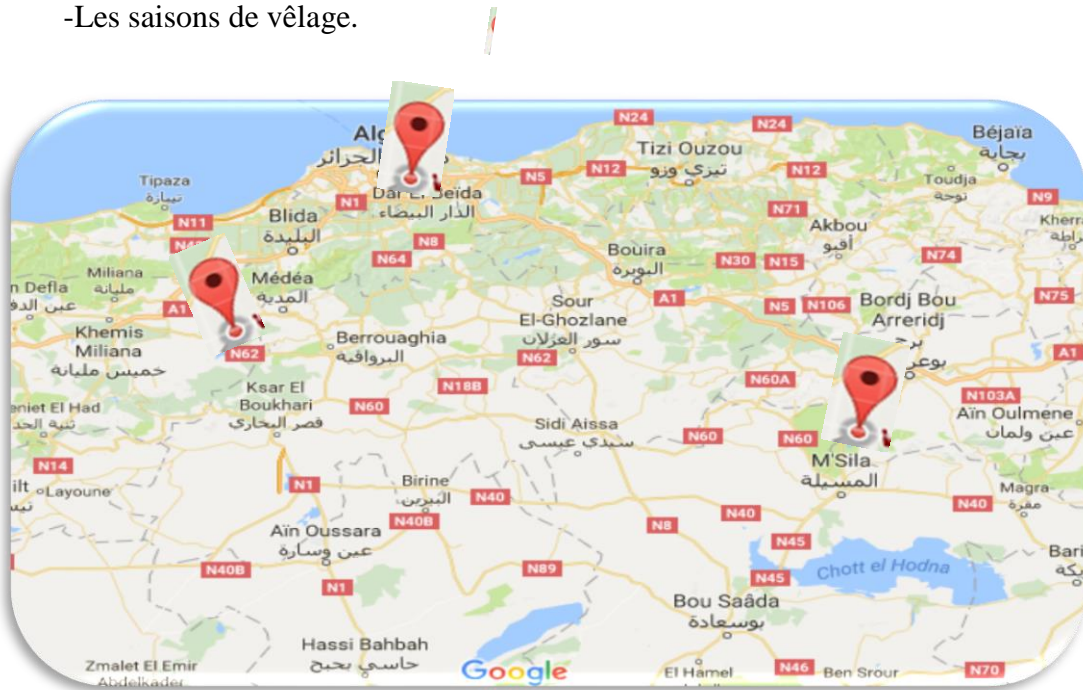 -Les saisons de vêlage.
N24
N24
Béjaïa
بجاية
الجزائر
Tizi Ouzou
تيزي وزو
N12
N12
N5
Toudja
توجة
Tipaza
تيبازة
N1
الدار البيضاء
N9
N11
Blida
البليدة
N71
Akbou
أقبو
N8
N64
Bouira
البويرة
N30
N15
N74
Miliana
مليانة
Médéa
المدية
A1
Sour
El-Ghozlane
سور الغزلان
A1
N5
N106
Bordj Bou
Arreridj
N75
Khemis
Miliana
خميس مليانة
Berrouaghia
البرواقية
N62
N62
A1
Ksar El
Boukhari
قصر البخاري
N18B
N60
N60A
N103A
Aïn Oulmene
عين ولمان
Sidi Aissa
سيدي عيسى
N60
N60
M'Sila
المسيلة
N14
Layoune
N1
Birine
البيرين
N40
Magra
مقرة
N40
N40
Aïn Oussara
عين وسارة
N40B
N8
N45
N40B
N1
N89
N45
Chott el Hodna
Bou Saâda
بوسعادة
Hassi Bahbah
حاسي بحبح
Zmalet El Emir
Abdelkader
Google
El Hamel
N46
Ben Srour
N70